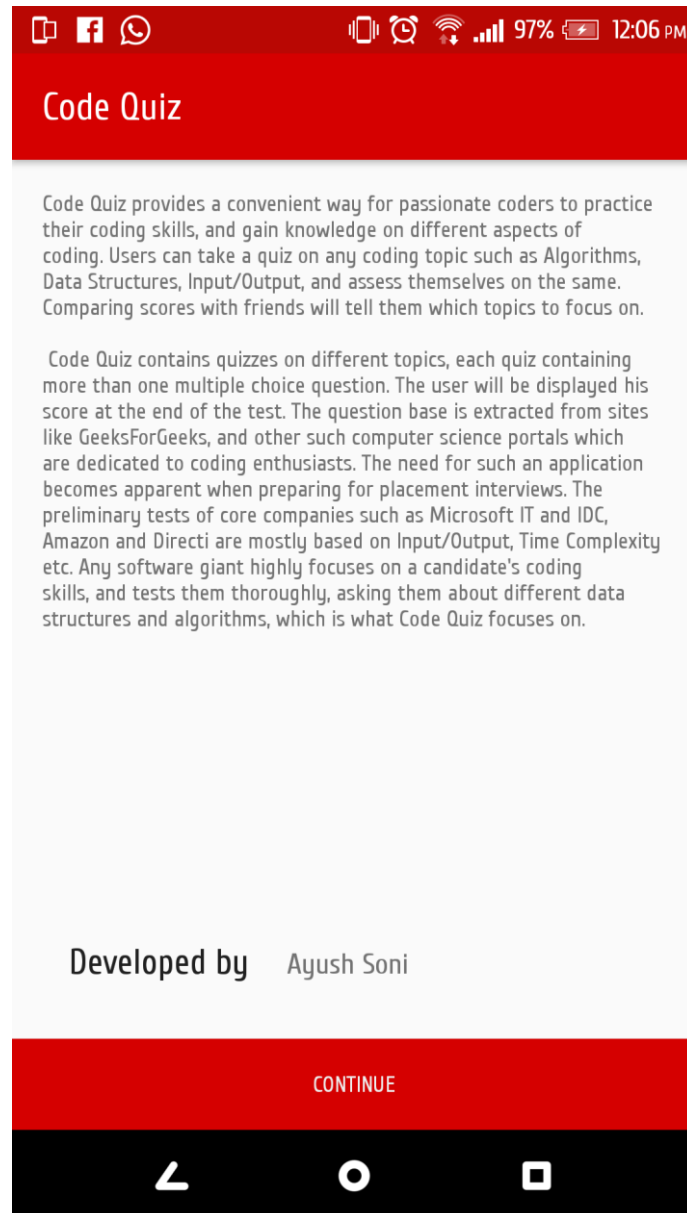 97% 12:06 PM
Code Quiz
Code Quiz provides a convenient way for passionate coders to practice
their coding skills, and gain knowledge on different aspects of
coding. Users can take a quiz on any coding topic such as Algorithms,
Data Structures, Input/Output, and assess themselves on the same.
Comparing scores with friends will tell them which topics to focus on.
Code Quiz contains quizzes on different topics, each quiz containing
more than one multiple choice question. The user will be displayed his
score at the end of the test. The question base is extracted from sites
like GeeksForGeeks, and other such computer science portals which
are dedicated to coding enthusiasts. The need for such an application
becomes apparent when preparing for placement interviews. The
preliminary tests of core companies such as Microsoft IT and IDC,
Amazon and Directi are mostly based on Input/Output, Time Complexity
etc. Any software giant highly focuses on a candidate's coding
skills, and tests them thoroughly, asking them about different data
structures and algorithms, which is what Code Quiz focuses on.
Developed by Ayush Soni
CONTINUE